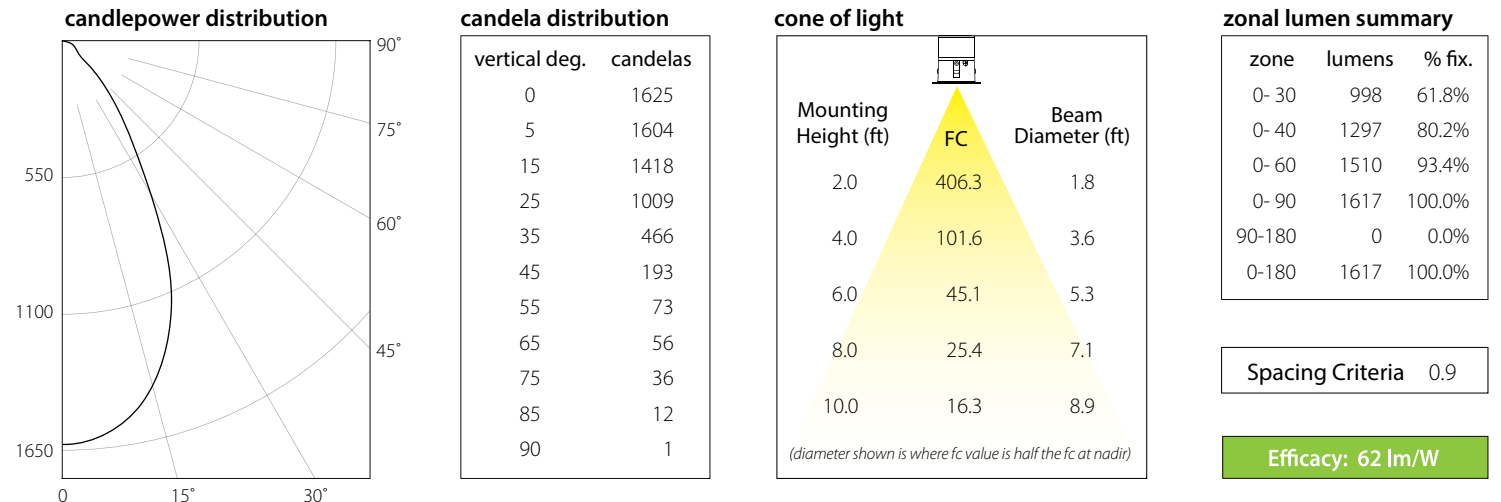 candlepower distribution
90˚
75˚
60˚
45˚
550
1100
1650
0 15˚ 30˚
candela distribution
vertical deg. candelas
0 1625
5 1604
15 1418
25 1009
35 466
45 193
55 73
65 56
75 36
85 12
90 1
cone of light
Mounting
Height (ft)
FC
Beam
Diameter (ft)
2.0 406.3 1.8
4.0 101.6 3.6
6.0 45.1 5.3
8.0 25.4 7.1
10.0 16.3 8.9
(diameter shown is where fc value is half the fc at nadir)
zonal lumen summary
zone lumens % fix.
0- 30 998 61.8%
0- 40 1297 80.2%
0- 60 1510 93.4%
0- 90 1617 100.0%
90-180 0 0.0%
0-180 1617 100.0%
Spacing Criteria 0.9
Efficacy: 62 lm/W